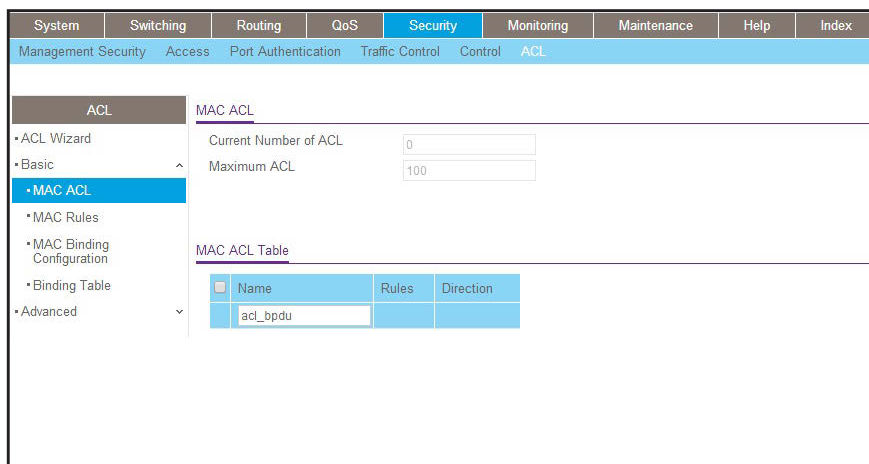 System Switching Routing QoS Security Monitoring Maintenance Help Index
Management Security Access Port Authentication Traffic Control Control ACL
ACL
ACL Wizard
Basic
MAC ACL
MAC Rules
MAC Binding
Configuration
Binding Table
Advanced
MAC ACL
Current Number of ACL 0
Maximum ACL 100
MAC ACL Table
Name Rules Direction
acl_bpdu